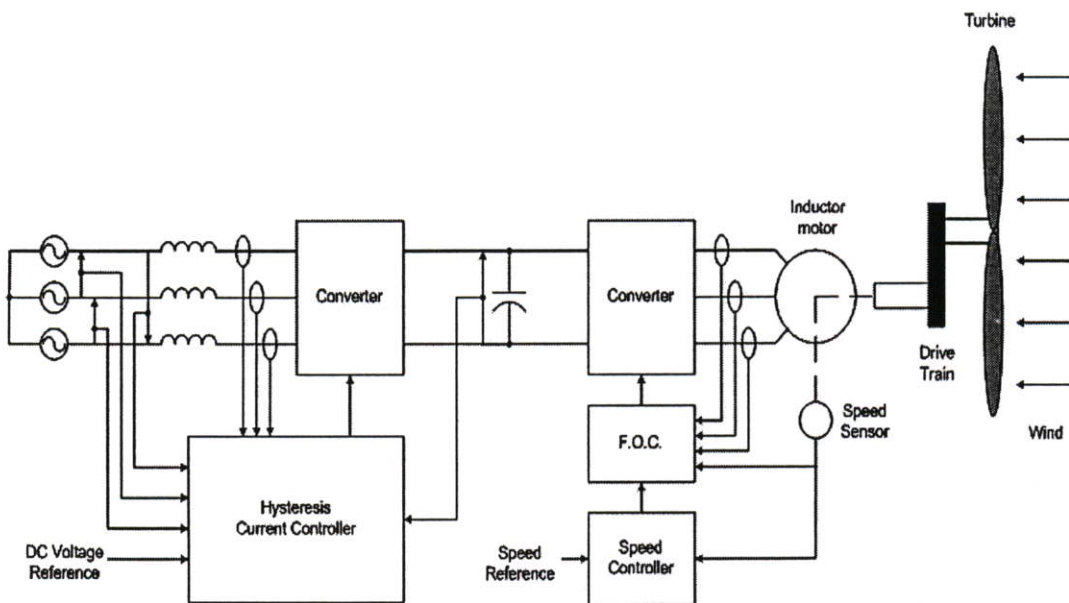 Turbine
Inductor
motor
Converter
Converter
Drive
Train
Speed
Sensor
Wind
F.O.C.
Hysteresis
Current Controller
DC Voltage
Reference
Speed
Reference
Speed
Controller